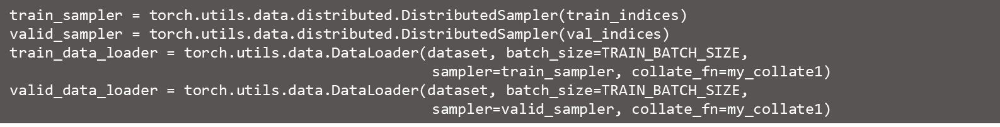 train_sampler = torch.utils.data.distributed.DistributedSampler(train_indices)
valid_sampler = torch.utils.data.distributed.DistributedSampler(val_indices)
train_data_loader = torch.utils.data.DataLoader(dataset, batch_size=TRAIN_BATCH_SIZE,
sampler=train_sampler, collate_fn=my_collate1)
valid_data_loader = torch.utils.data.DataLoader(dataset, batch_size=TRAIN_BATCH_SIZE,
sampler=valid_sampler, collate_fn=my_collate1)